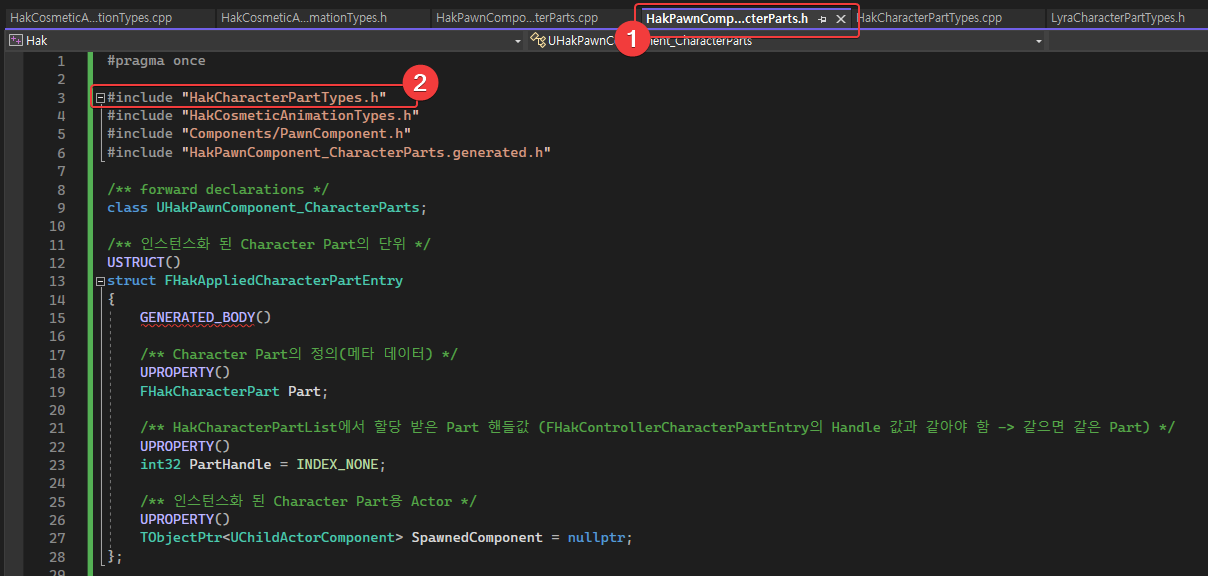 HakCosmeticA...tionTypes.cpp HakCosmeticA...mationTypes.h HakPawnCompo...terParts.cpp HakPawnComp...cterParts.h HakCharacterPartTypes.cpp LyraCharacterPartTypes.h
1
Hak UHakPawnC ent_CharacterParts
1 #pragma once
2
2
3 #include "HakCharacterPartTypes.h"
4 #include "HakCosmeticAnimationTypes.h"
5 #include "Components/PawnComponent.h"
6 #include "HakPawnComponent_CharacterParts.generated.h"
7
8 /** forward declarations */
9 class UHakPawnComponent_CharacterParts;
10
11 /** 인스턴스화 된 Character Part의 단위 */
12 USTRUCT()
13 struct FHakAppliedCharacterPartEntry
14 {
15 GENERATED_BODY()
16
17 /** Character Part의 정의(메타 데이터) */
18 UPROPERTY()
19 FHakCharacterPart Part;
20
21 /** HakCharacterPartList에서 할당 받은 Part 핸들값 (FHakControllerCharacterPartEntry의 Handle 값과 같아야 함 -> 같으면 같은 Part) */
22 UPROPERTY()
23 int32 PartHandle = INDEX_NONE;
24
25 /** 인스턴스화 된 Character Part용 Actor */
26 UPROPERTY()
27 TObjectPtr<UChildActorComponent> SpawnedComponent = nullptr;
28 };
29